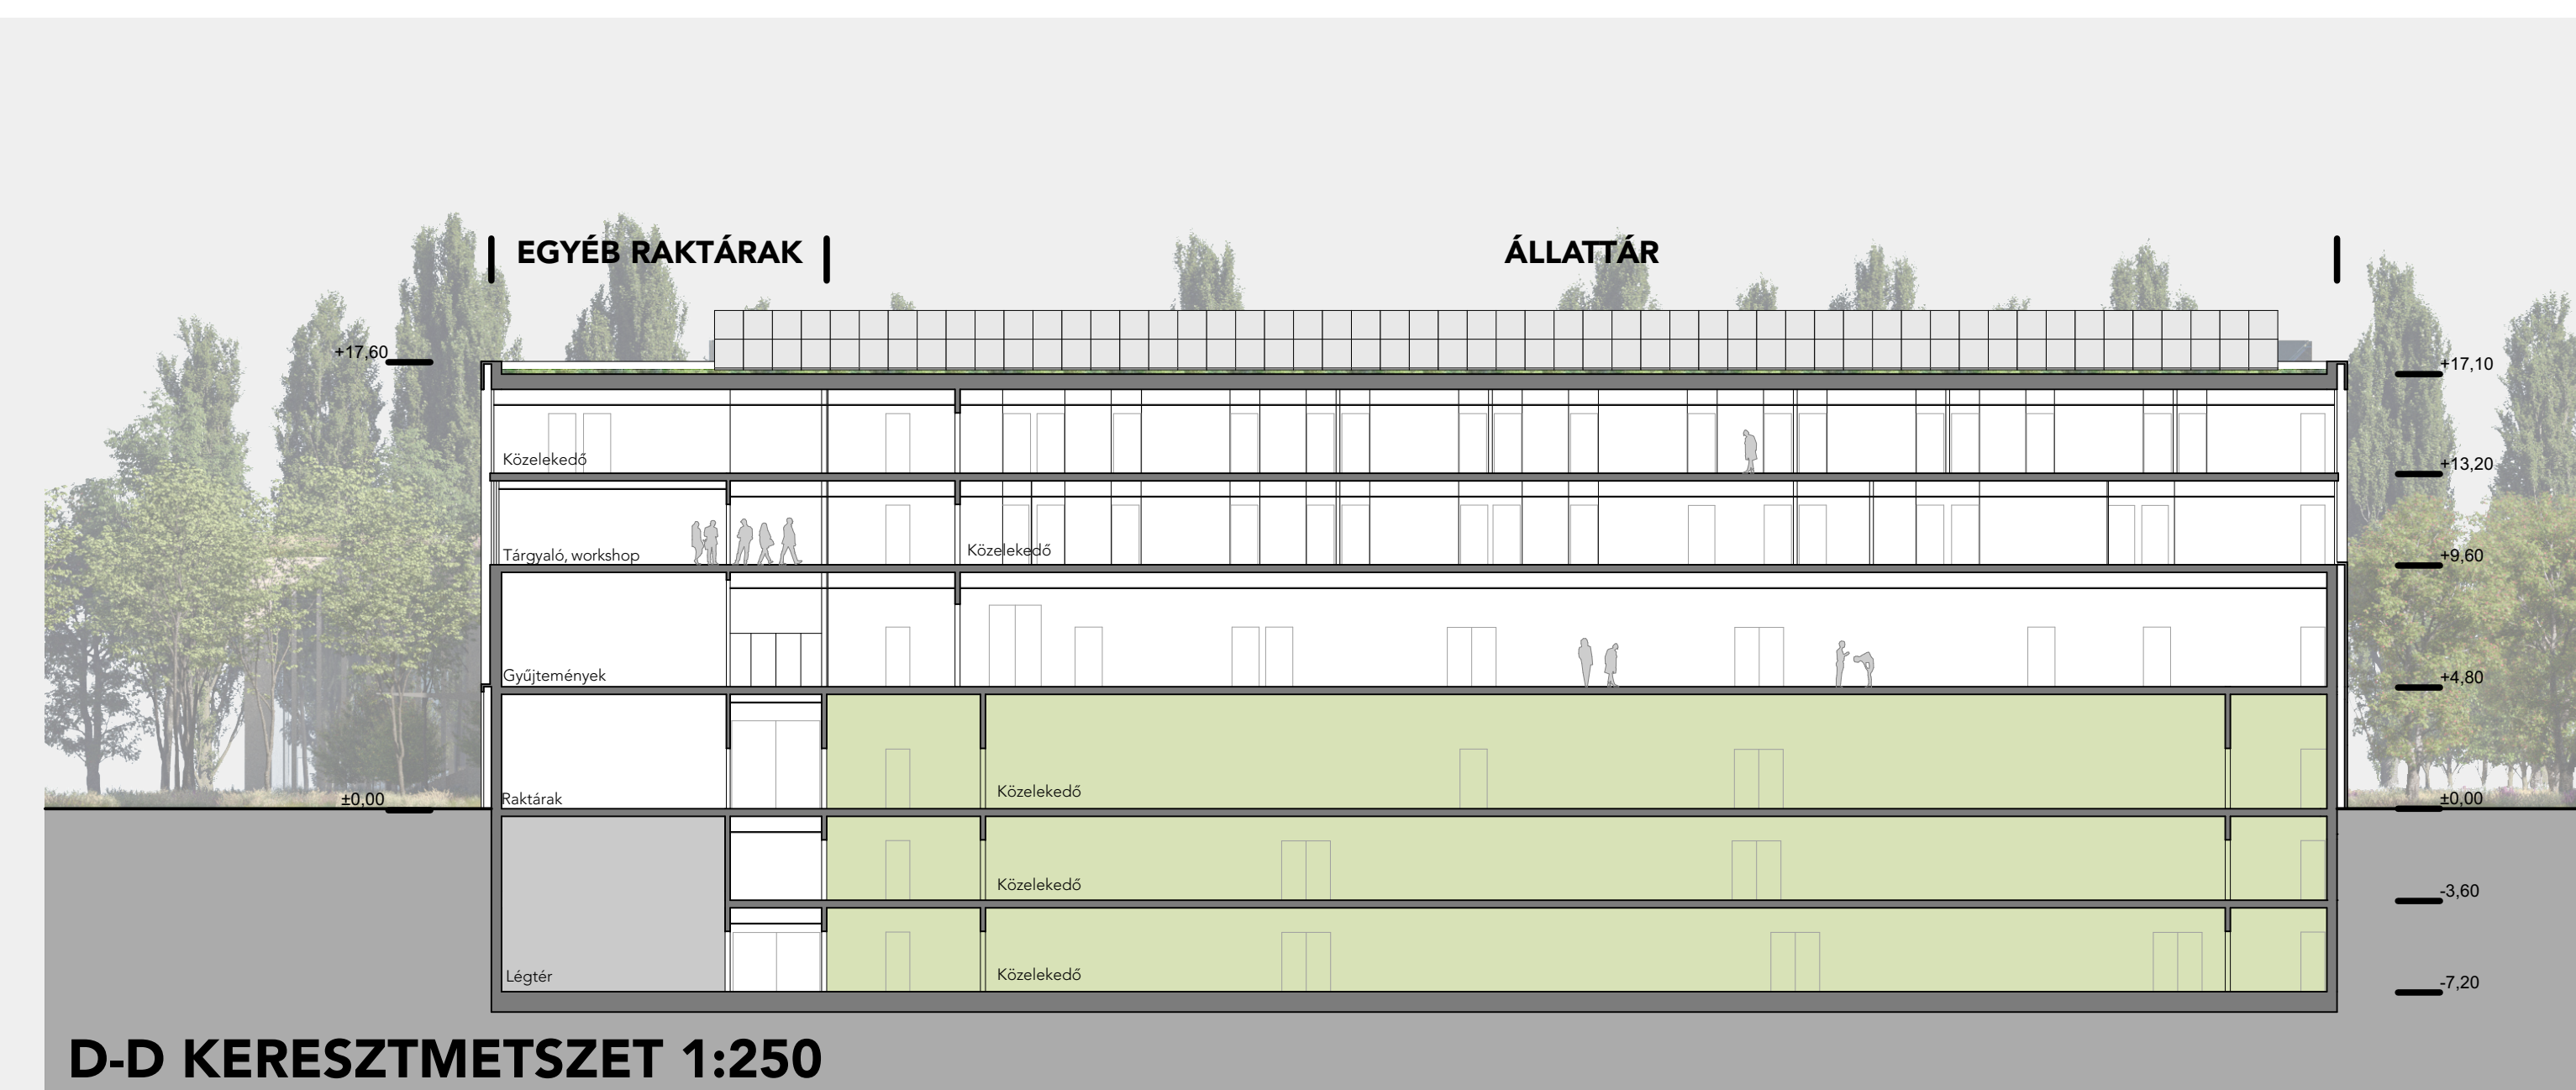 EGYÉB RAKTÁRAK
ÁLLATTÁR
+17,60
+17,10
Közelekedő
+13,20
Tárgyaló, workshop
Közelekedő
+9,60
Gyűjtemények
+4,80
Raktárak
Közelekedő
±0,00
±0,00
Közelekedő
-3,60
Légtér
Közelekedő
-7,20
D-D KERESZTMETSZET 1:250